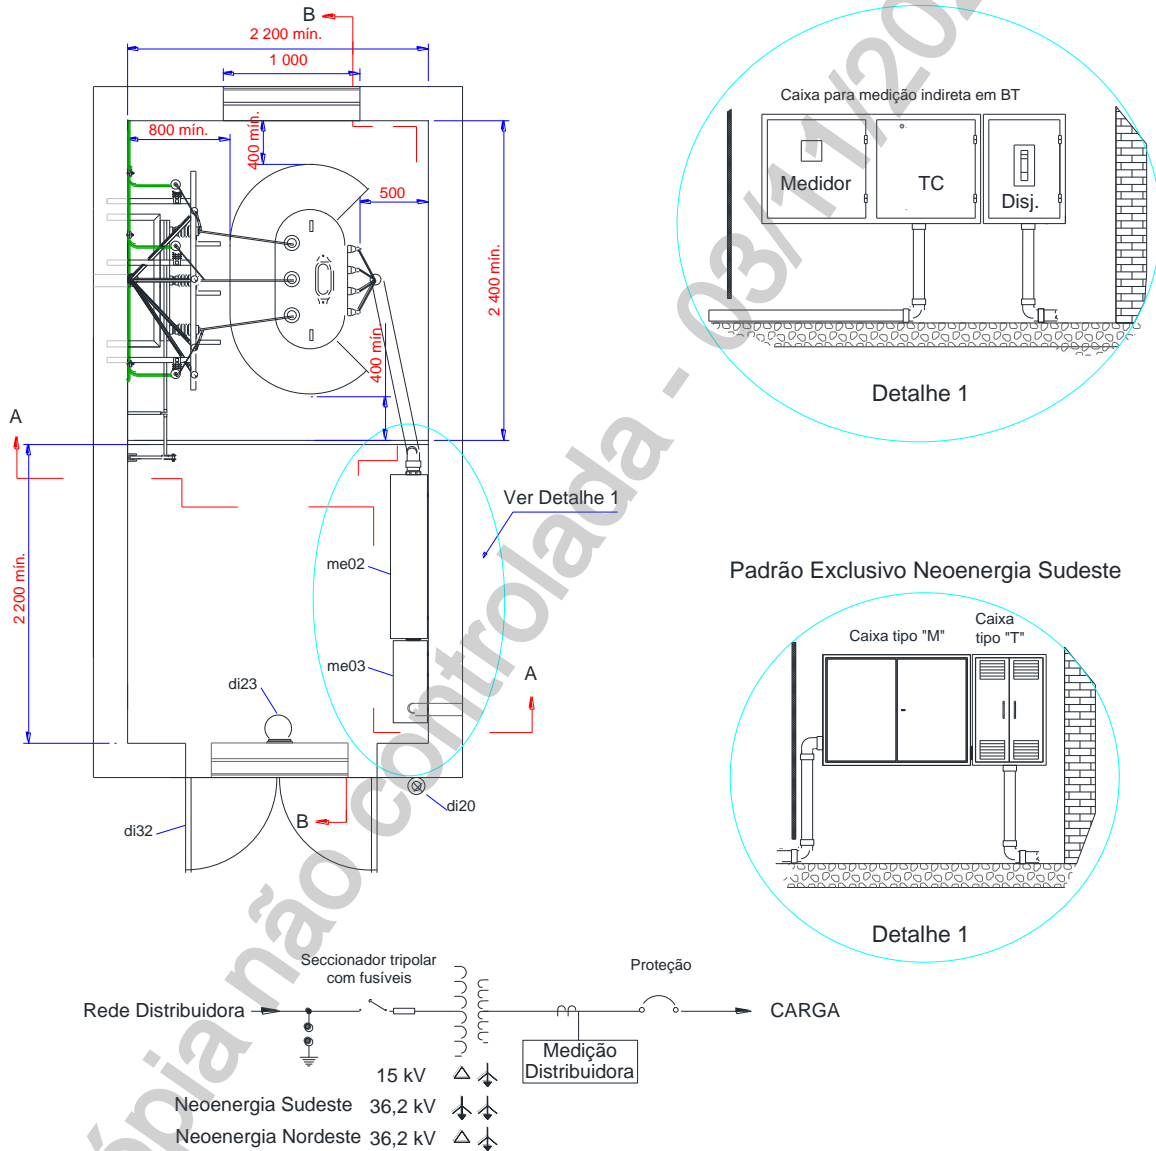 B
2 200 mín.
1 000
800 mín.
400 mín.
500
2 400 mín.
400 mín.
A
2 200 mín.
Ver Detalhe 1
me02
me03
A
di23
di20
di32
B
Caixa para medição indireta em BT
Medidor
TC
Disj.
Detalhe 1
Padrão Exclusivo Neoenergia Sudeste
Caixa tipo "M"
Caixa
tipo "T"
Detalhe 1
Seccionador tripolar
com fusíveis
Proteção
Rede Distribuidora
CARGA
Medição
Distribuidora
15 kV
Neoenergia Sudeste 36,2 kV
Neoenergia Nordeste 36,2 kV
ópia não controlada - 03/11/202